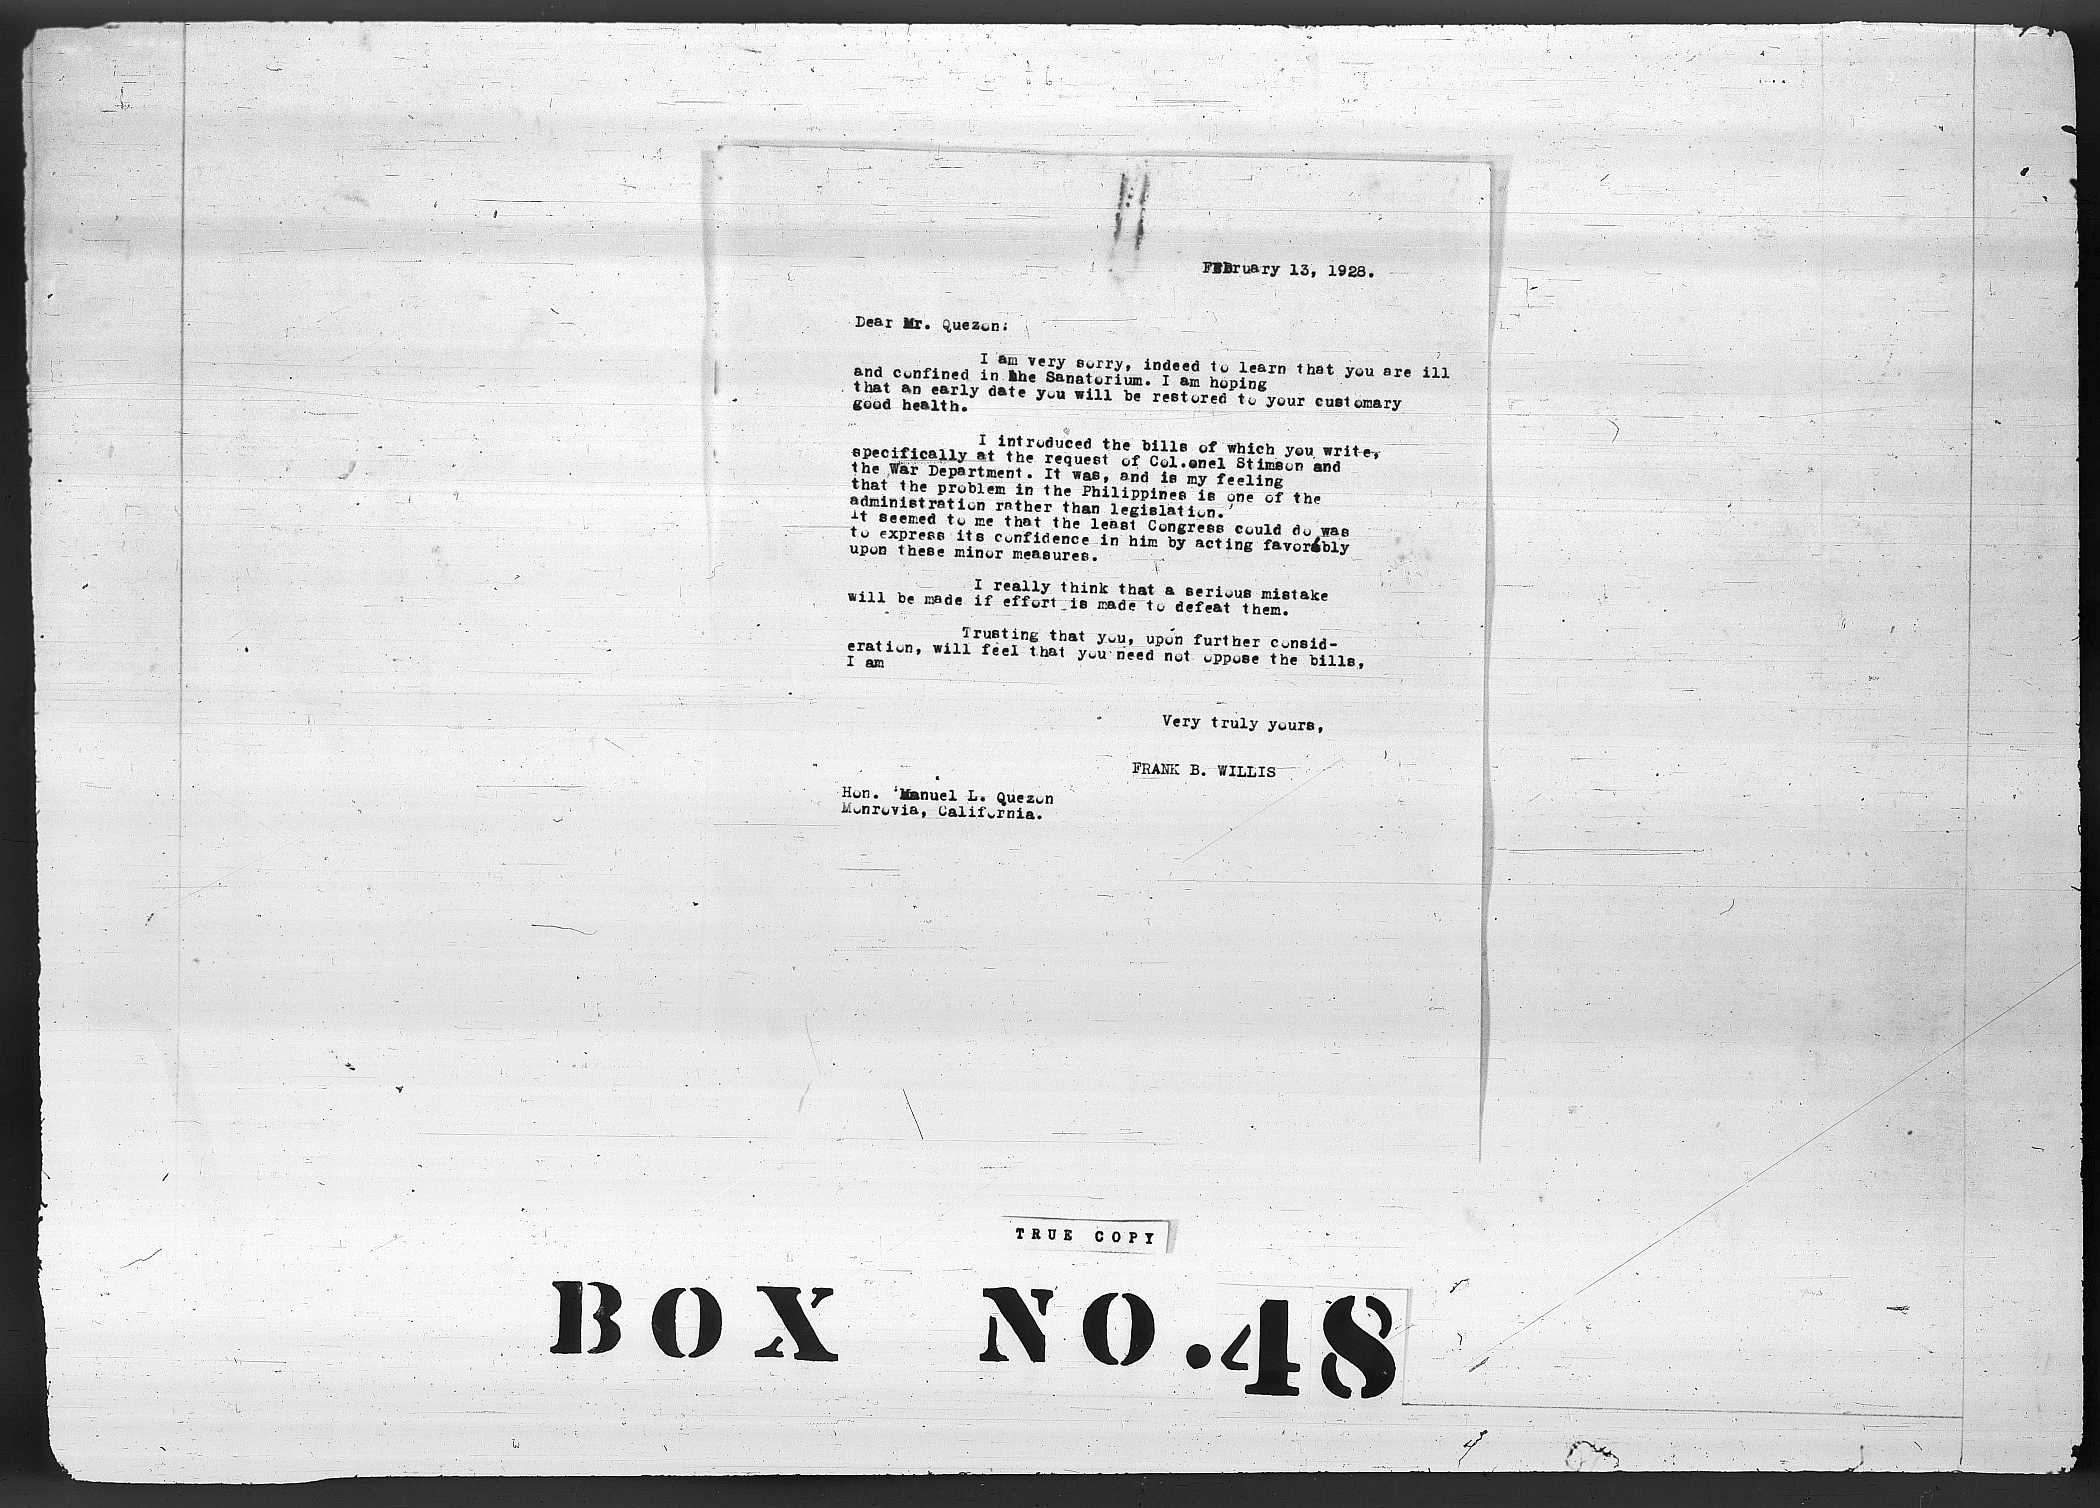 February 13, 1928.
Dear Mr. Quezon:
I am very sorry, indeed to learn that you are ill
and confined in the Sanatorium. I am hoping
that an early date you will be restored to your customary
good health.
I introduced the bills of which you write,
specifically at the request of Col.onel Stimson and
the War Department. It was, and is my feeling
that the problem in the Philippines is one of the
administration rather than legislation.
It seemed to me that the least Congress could do was
to express its confidence in him by acting favorably
upon these minor measures.
I really think that a serious mistake
will be made if effort is made to defeat them.
Trusting that you, upon further consid-
eration, will feel that you need not oppose the bills,
I am
Very truly yours,
FRANK B. WILLIS
Hon. Manuel L. Quezon
Monrovia, California.
TRUE COPY
BOX NO.48